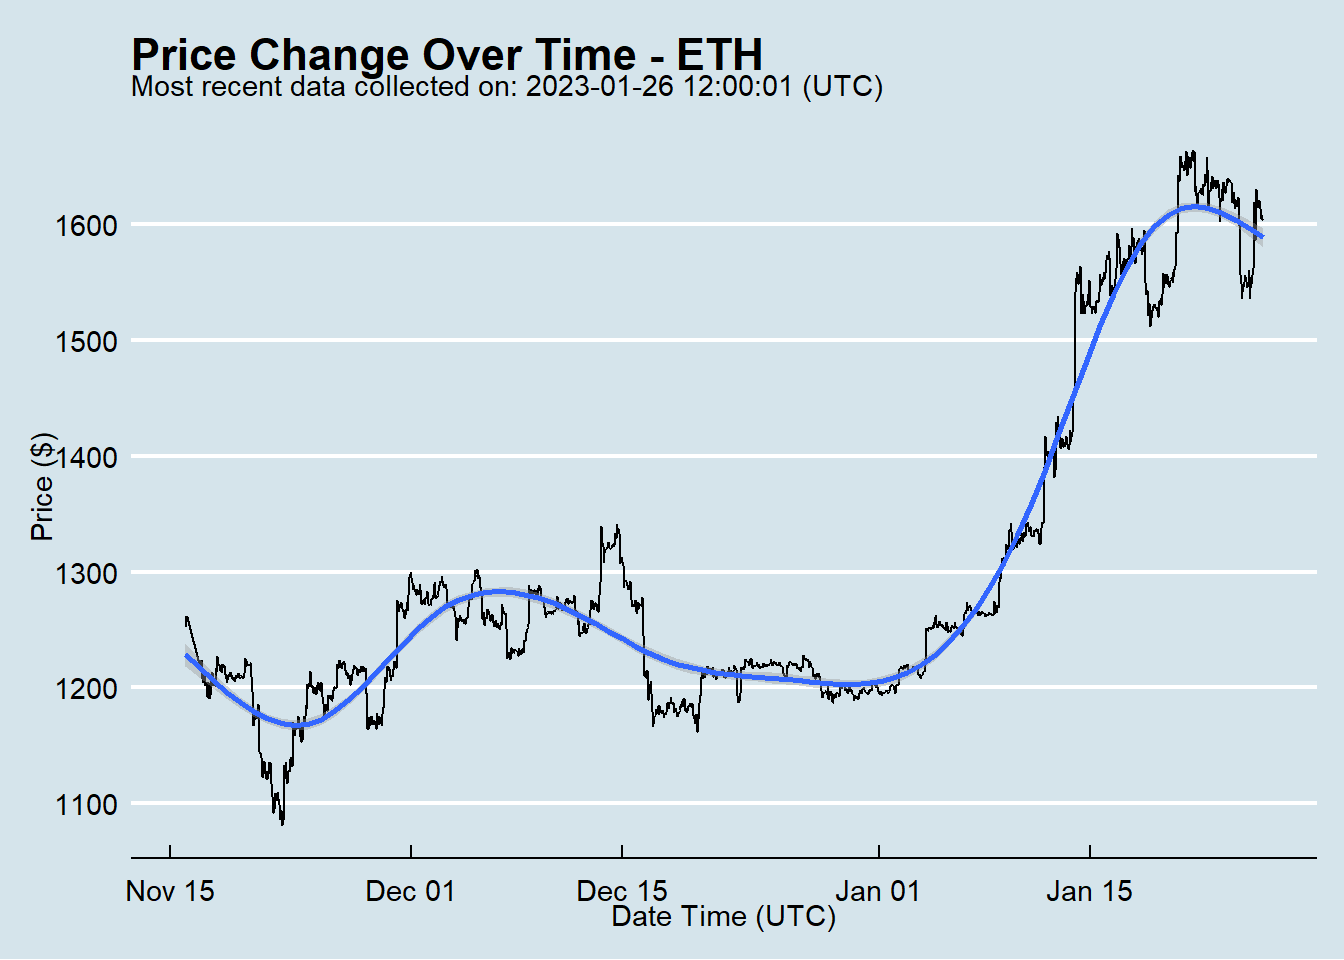 Price Change Over Time - ETH
Most recent data collected on: 2023-01-26 12:00:01 (UTC)
Price ($)
1600
1500
1400
1300
1200
1100
Nov 15 Dec 01 Dec 15 Jan 01 Jan 15
Date Time (UTC)